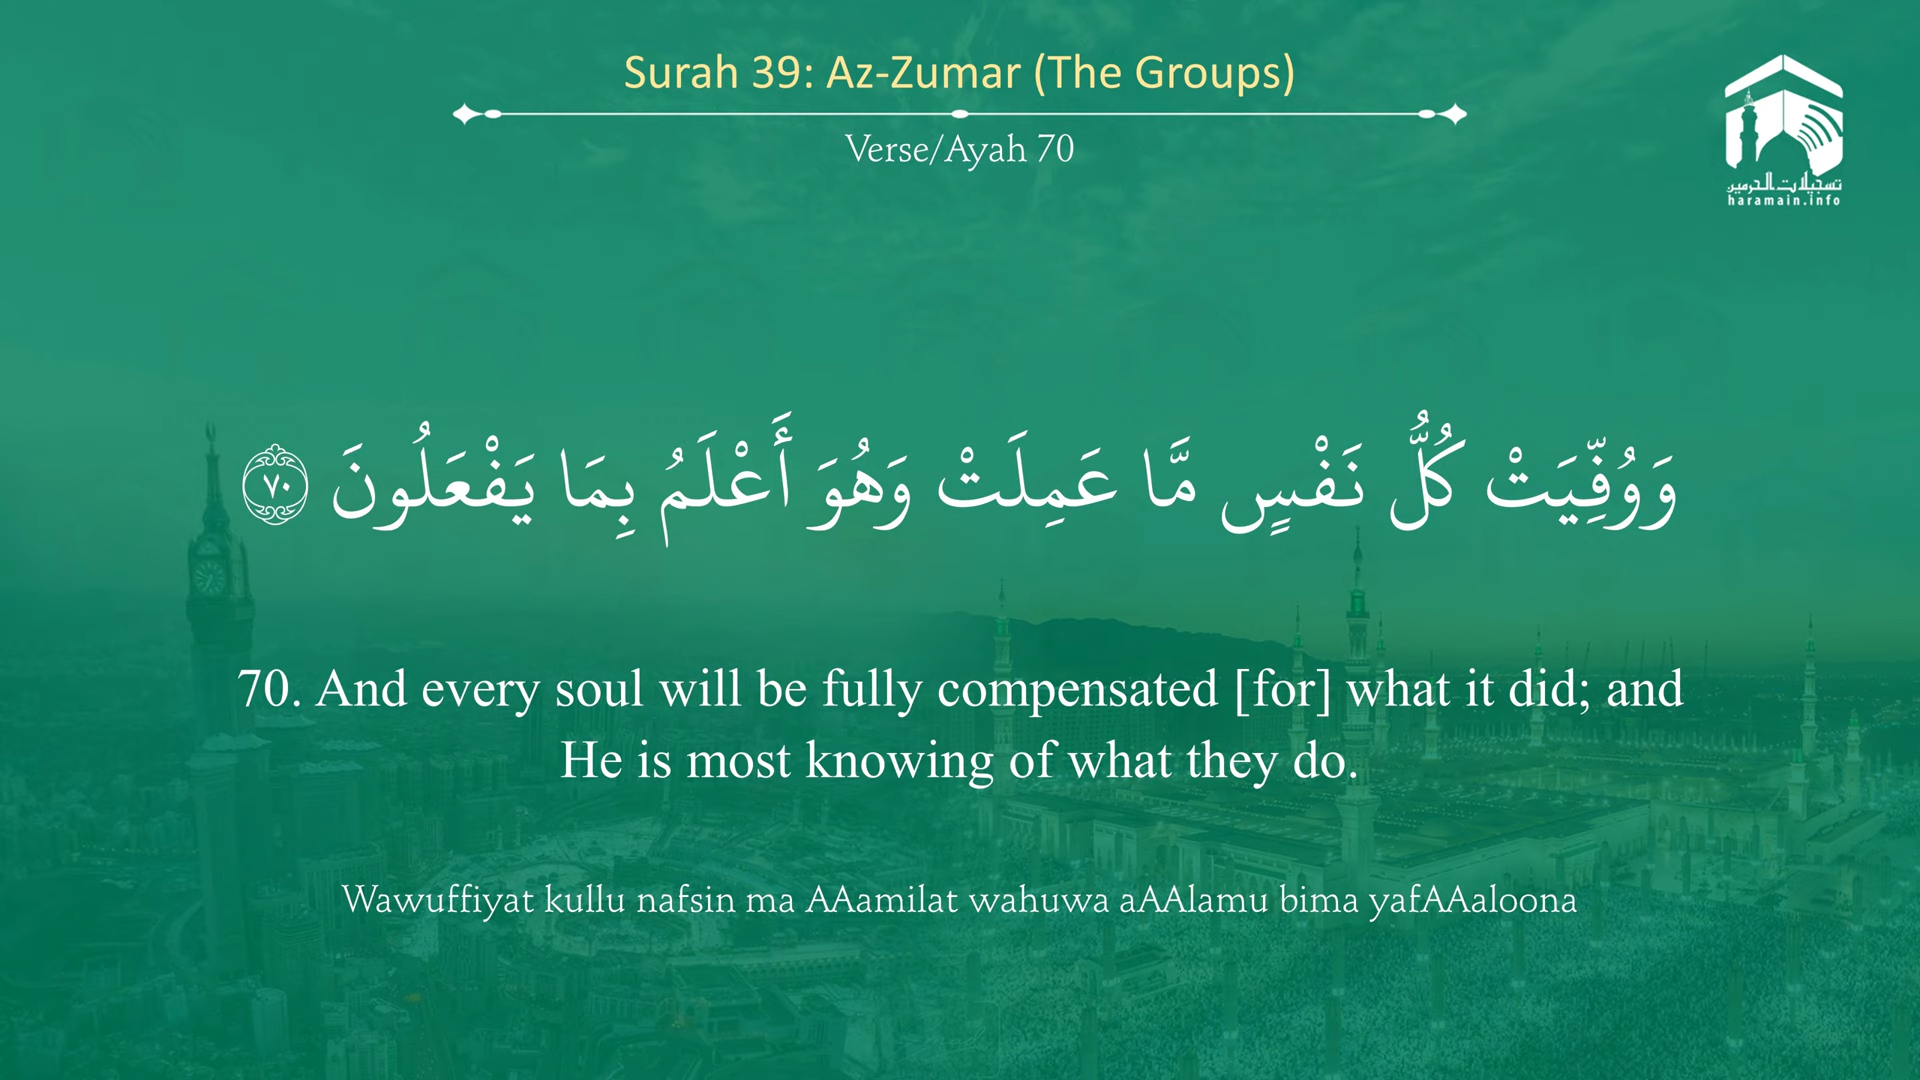 Surah 39: Az-Zumar (The Groups)
Verse/Ayah 70
تسجيلات الحرمين
haramain.info
وَوُفِّيَتْ كُلُّ نَفْسٍ مَّا عَمِلَتْ وَهُوَ أَعْلَمُ بِمَا يَفْعَلُونَ ٧٠
70. And every soul will be fully compensated [for] what it did; and
He is most knowing of what they do.
Wawuffiyat kullu nafsin ma AAamilat wahuwa aAAlamu bima yafAAaloona